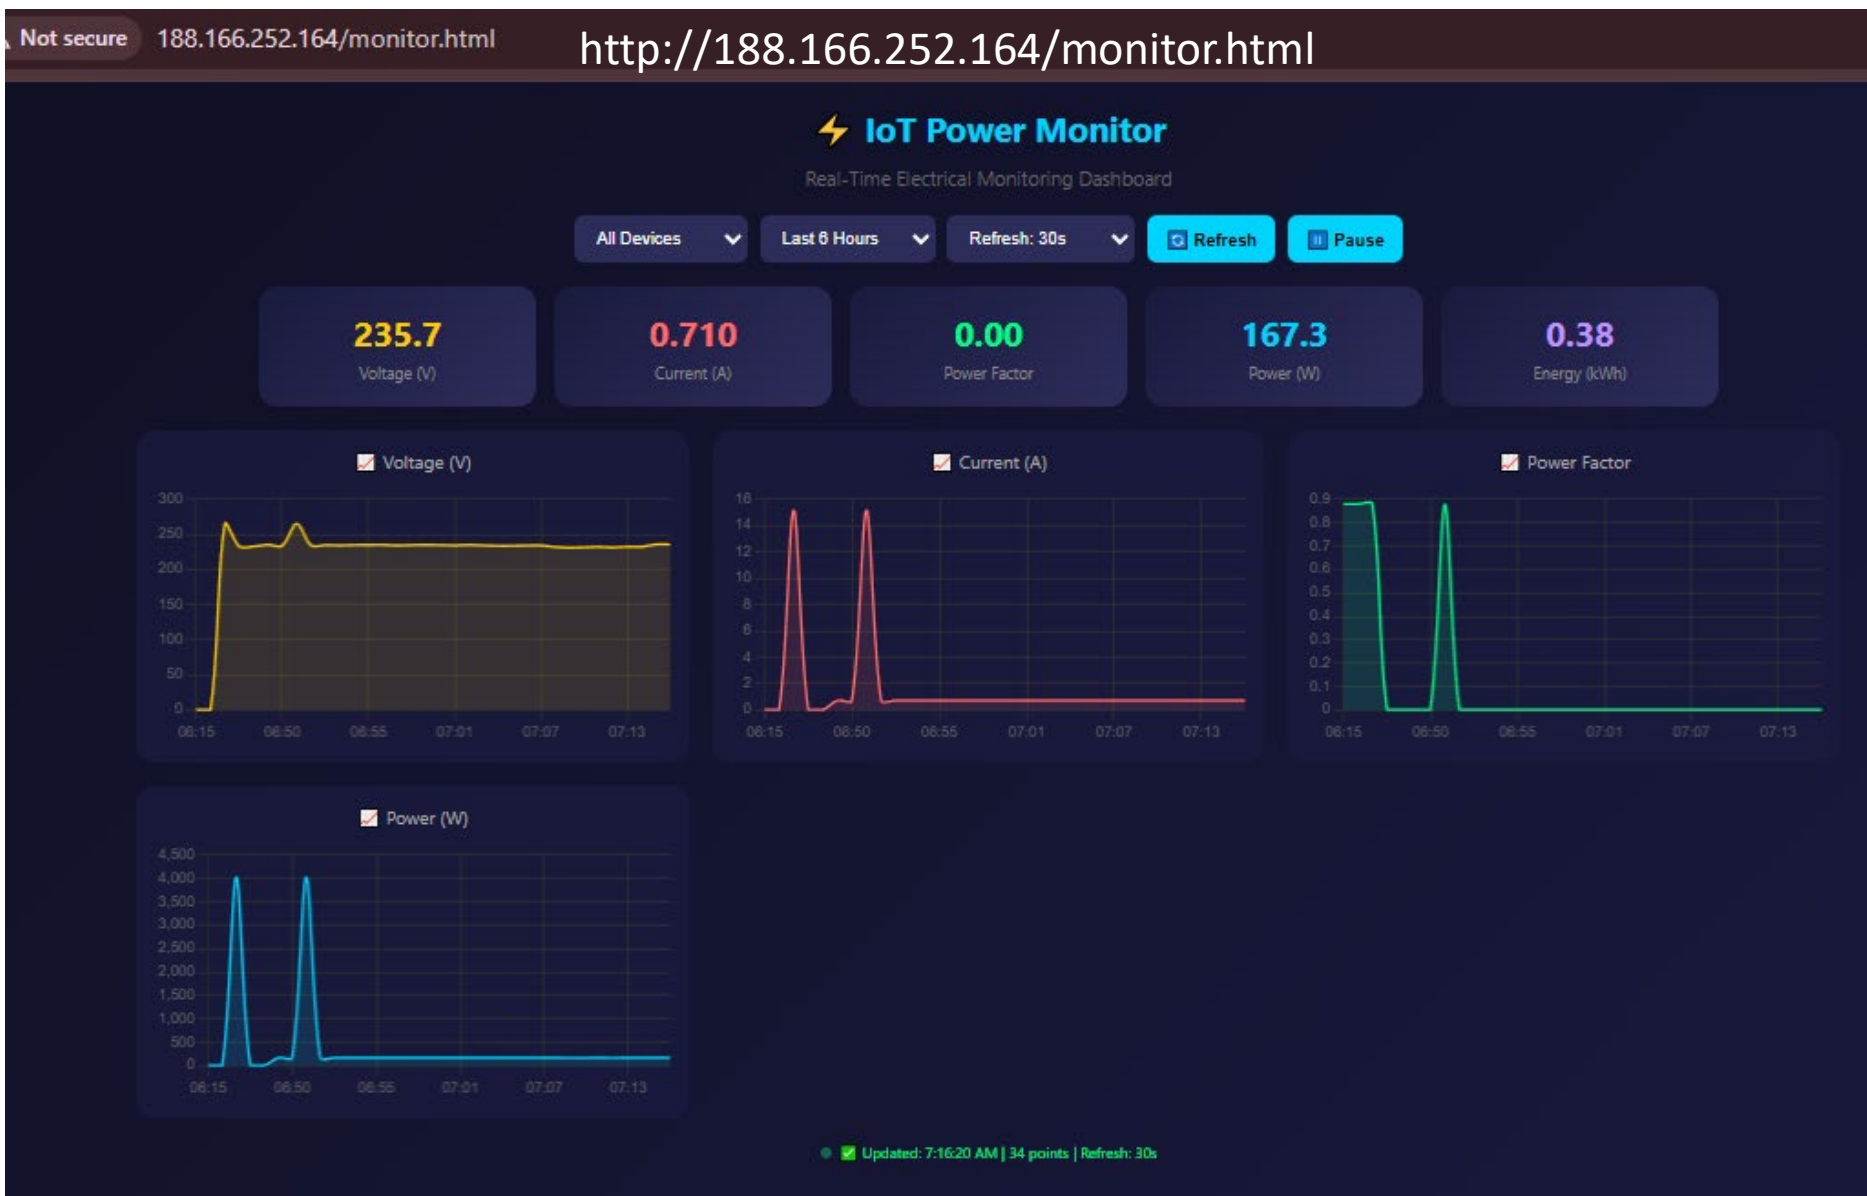 Not secure 188.166.252.164/monitor.html http://188.166.252.164/monitor.html
⚡ IoT Power Monitor
Real-Time Electrical Monitoring Dashboard
All Devices Last 6 Hours Refresh: 30s Refresh Pause
235.7 0.710 0.00 167.3 0.38
Voltage (V) Current (A) Power Factor Power (W) Energy (kWh)
Voltage (V)
300
250
200
150
100
50
0
06:15 06:50 06:55 07:01 07:07 07:13
Current (A)
16
14
12
10
8
6
4
2
0
06:15 06:50 06:55 07:01 07:07 07:13
Power Factor
0.9
0.8
0.7
0.6
0.5
0.4
0.3
0.2
0.1
0
06:15 06:50 06:55 07:01 07:07 07:13
Power (W)
4,500
4,000
3,500
3,000
2,500
2,000
1,500
1,000
500
0
06:15 06:50 06:55 07:01 07:07 07:13
Updated: 7:16:20 AM | 34 points | Refresh: 30s